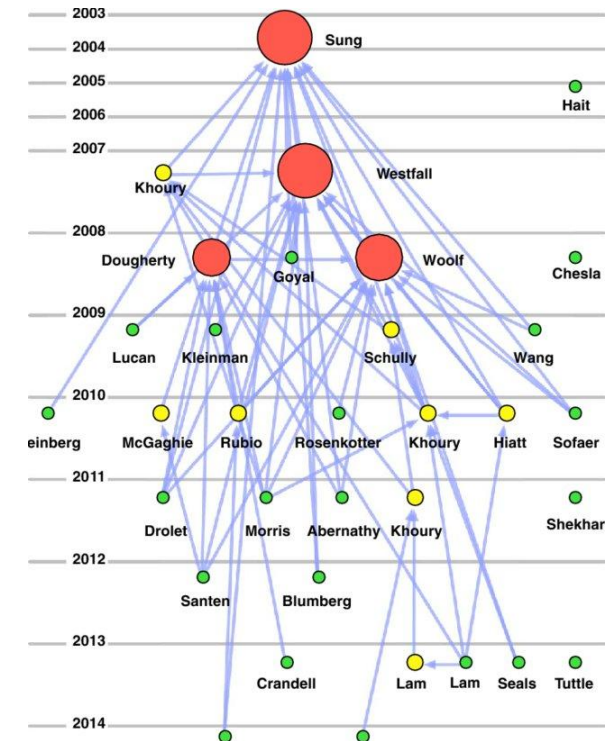 2003
2004
Sung
2005
Hait
2006
2007
Khoury
Westfall
2008
Dougherty
Goyal
Woolf
Chesla
2009
Lucan
Kleinman
Schully
Wang
2010
einberg
McGaghie
Rubio
Rosenkotter
Khoury
Hiatt
Sofaer
2011
Drolet
Morris
Abernathy
Khoury
Shekhar
2012
Santen
Blumberg
2013
Crandell
Lam
Lam
Seals
Tuttle
2014